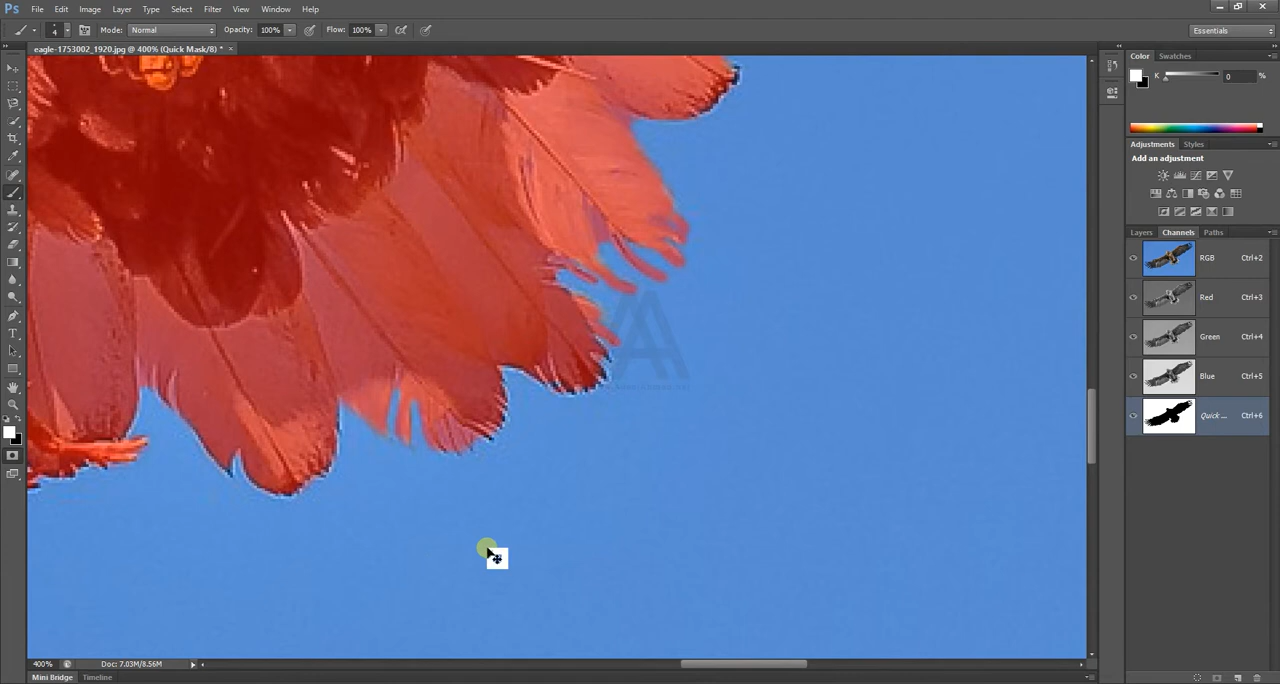 Ps File Edit Image Layer Type Select Filter View Window Help
4 Mode: Normal Opacity: 100% Flow: 100% Essentials
eagle-1753002_1920.jpg @ 400% (Quick Mask/8) * ×
Color Swatches
K 0 %
Adjustments Styles
Add an adjustment
Layers Channels Paths
RGB Ctrl+2
Red Ctrl+3
Green Ctrl+4
Blue Ctrl+5
Quick ... Ctrl+6
400% Doc: 7.03M/8.56M
Mini Bridge Timeline